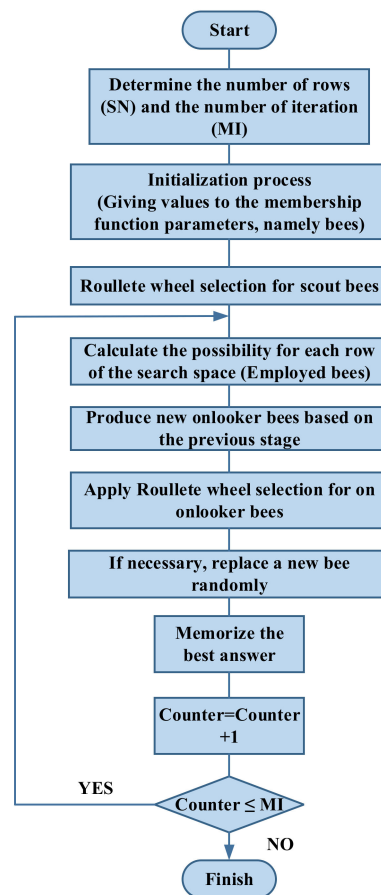 Start
Determine the number of rows
(SN) and the number of iteration
(MI)
Initialization process
(Giving values to the membership
function parameters, namely bees)
Roullete wheel selection for scout bees
Calculate the possibility for each row
of the search space (Employed bees)
Produce new onlooker bees based on
the previous stage
Apply Roullete wheel selection for on
onlooker bees
If necessary, replace a new bee
randomly
Memorize the
best answer
Counter=Counter
+1
YES
Counter ≤ MI
NO
Finish